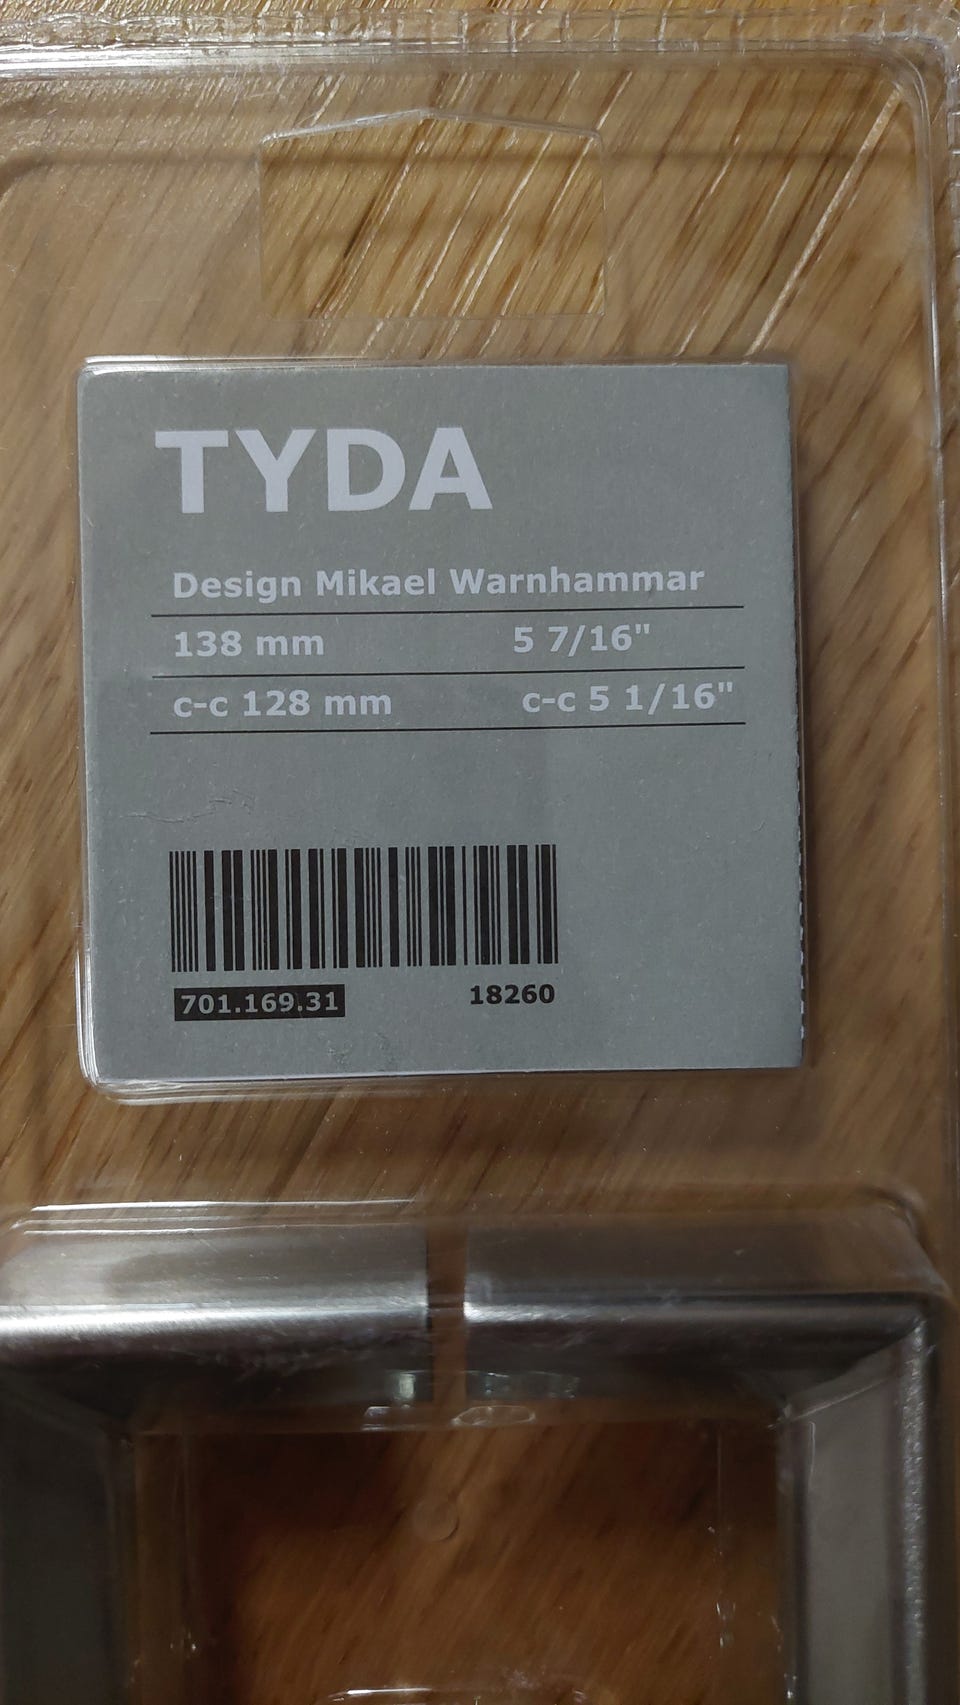 TYDA
Design Mikael Warnhammar
138 mm 5 7/16"
c-c 128 mm c-c 5 1/16"
701.169.31 18260